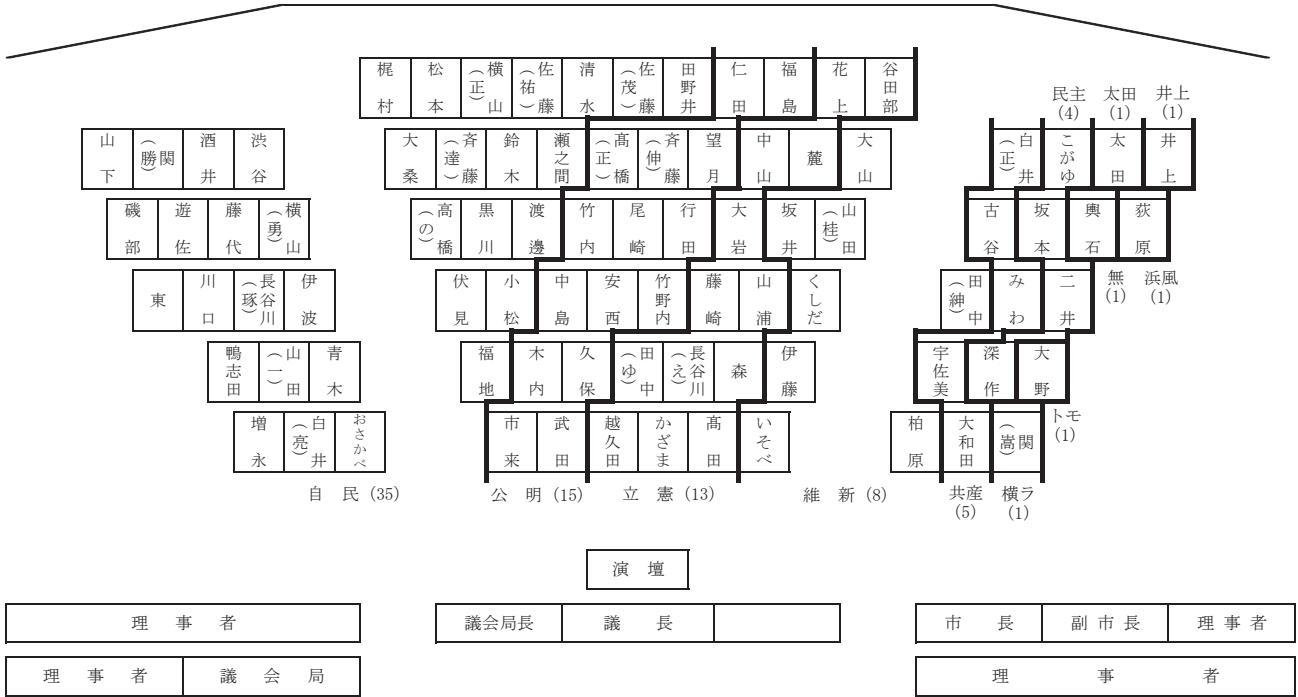 梶村 松本 横山（正） 佐藤（祐） 清水 佐藤（茂） 田野井 仁田 福島 花上 谷田部
民主(4) 太田(1) 井上(1)
山下 関（勝） 酒井 渋谷 大桑 斉藤（達） 鈴木 瀬之間 髙橋（正） 斉藤（伸） 望月 中山 麓 大山 白井（正） こがゆ 太田 井上
磯部 遊佐 藤代 横山（勇） 高橋（の） 黒川 渡邊 竹内 尾崎 行田 大岩 坂井 山田（桂） 古谷 坂本 輿石 荻原
東 川口 長谷川（琢） 伊波 伏見 小松 中島 安西 竹野内 藤崎 山浦 くしだ 田中（紳） みわ 二井 無(1) 浜風(1)
鴨志田 山田（一） 青木 福地 木内 久保 田中（ゆ） 長谷川（え） 森 伊藤 宇佐美 深作 大野
増永 白井（亮） おさかべ 市来 武田 越久田 かざま 髙田 いそべ 柏原 大和田 関（嵩） トモ(1)
自民(35) 公明(15) 立憲(13) 維新(8) 共産(5) 横ラ(1)
演壇
理事者 議会局長 議長 市長 副市長 理事者
理事者 議会局 理事者